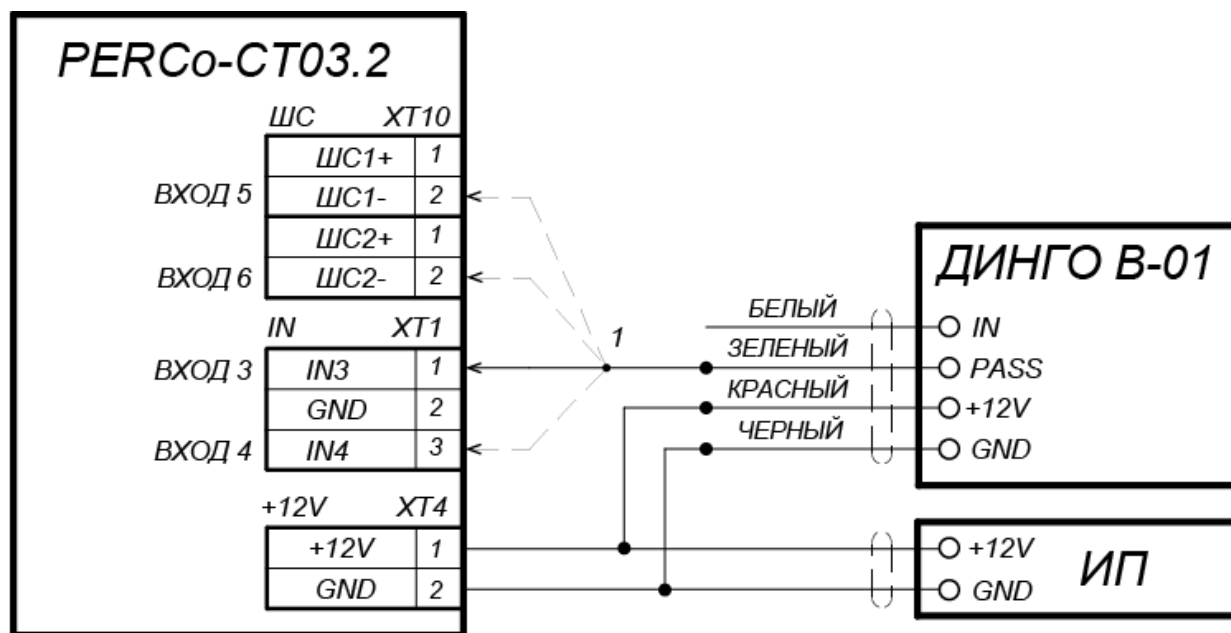 PERCo-CT03.2
ШС XT10
ШС1+ 1
ВХОД 5 ШС1- 2
ШС2+ 1
ВХОД 6 ШС2- 2
IN XT1
ВХОД 3 IN3 1
GND 2
ВХОД 4 IN4 3
+12V XT4
+12V 1
GND 2
1
БЕЛЫЙ
ЗЕЛЕНЫЙ
КРАСНЫЙ
ЧЕРНЫЙ
ДИНГО В-01
IN
PASS
+12V
GND
+12V
GND
ИП